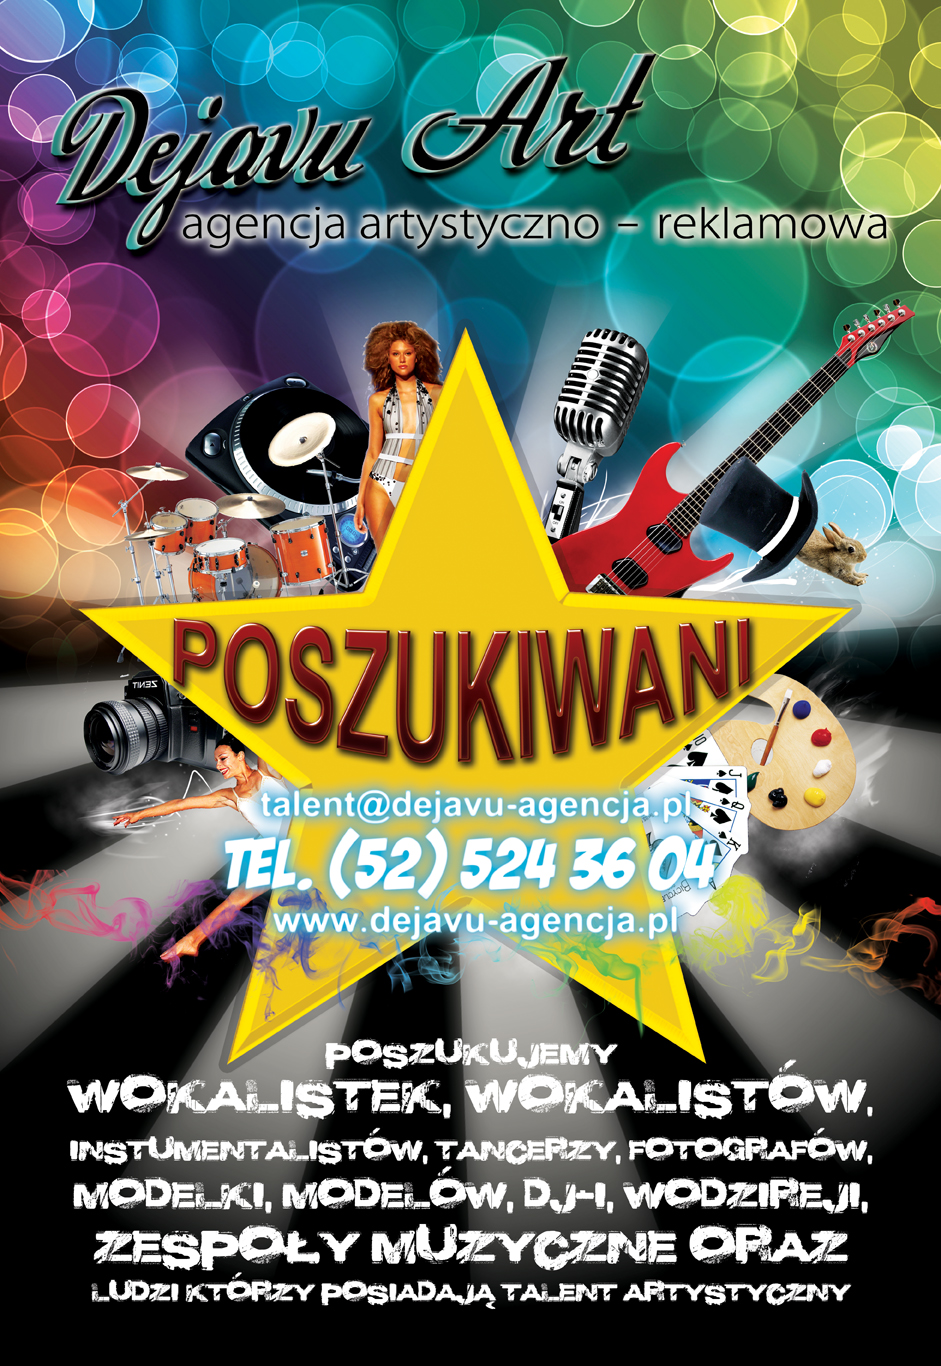 Dejavu Art
agencja artystyczno – reklamowa
ZENIT
POSZUKIWANI
talent@dejavu-agencja.pl
TEL. (52) 524 36 04
www.dejavu-agencja.pl
POSZUKUJEMY
WOKALISTEK, WOKALISTÓW,
INSTUMENTALISTÓW, TANCERZY, FOTOGRAFÓW,
MODELKI, MODELÓW, DJ-I, WODZIREJI,
ZESPOŁY MUZYCZNE ORAZ
LUDZI KTÓRZY POSIADAJĄ TALENT ARTYSTYCZNY